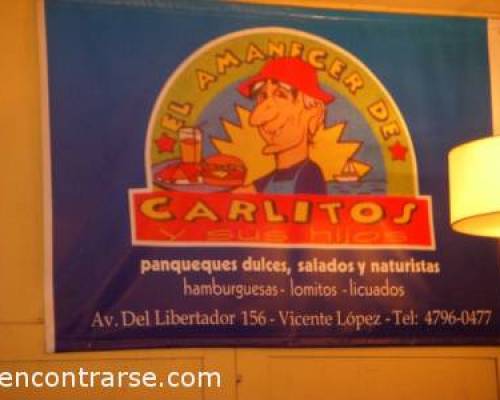 EL AMANECER DE
CARLITOS
y sus hijos
panqueques dulces, salados y naturistas
hamburguesas - lomitos - licuados
Av. Del Libertador 156 - Vicente López - Tel: 4796-0477
encontrarse.com